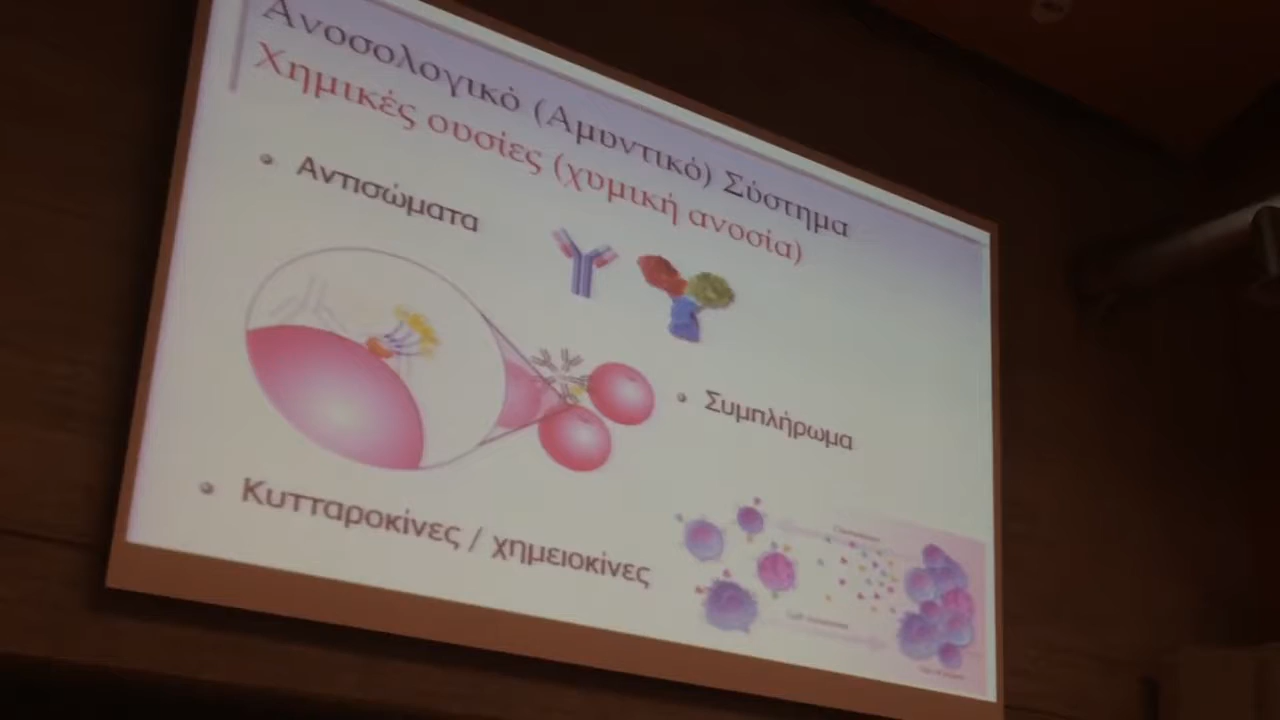 Ανοσολογικό (Αμυντικό) Σύστημα
Χημικές ουσίες (χυμική ανοσία)
Αντισώματα
Συμπλήρωμα
Κυτταροκίνες / χημειοκίνες